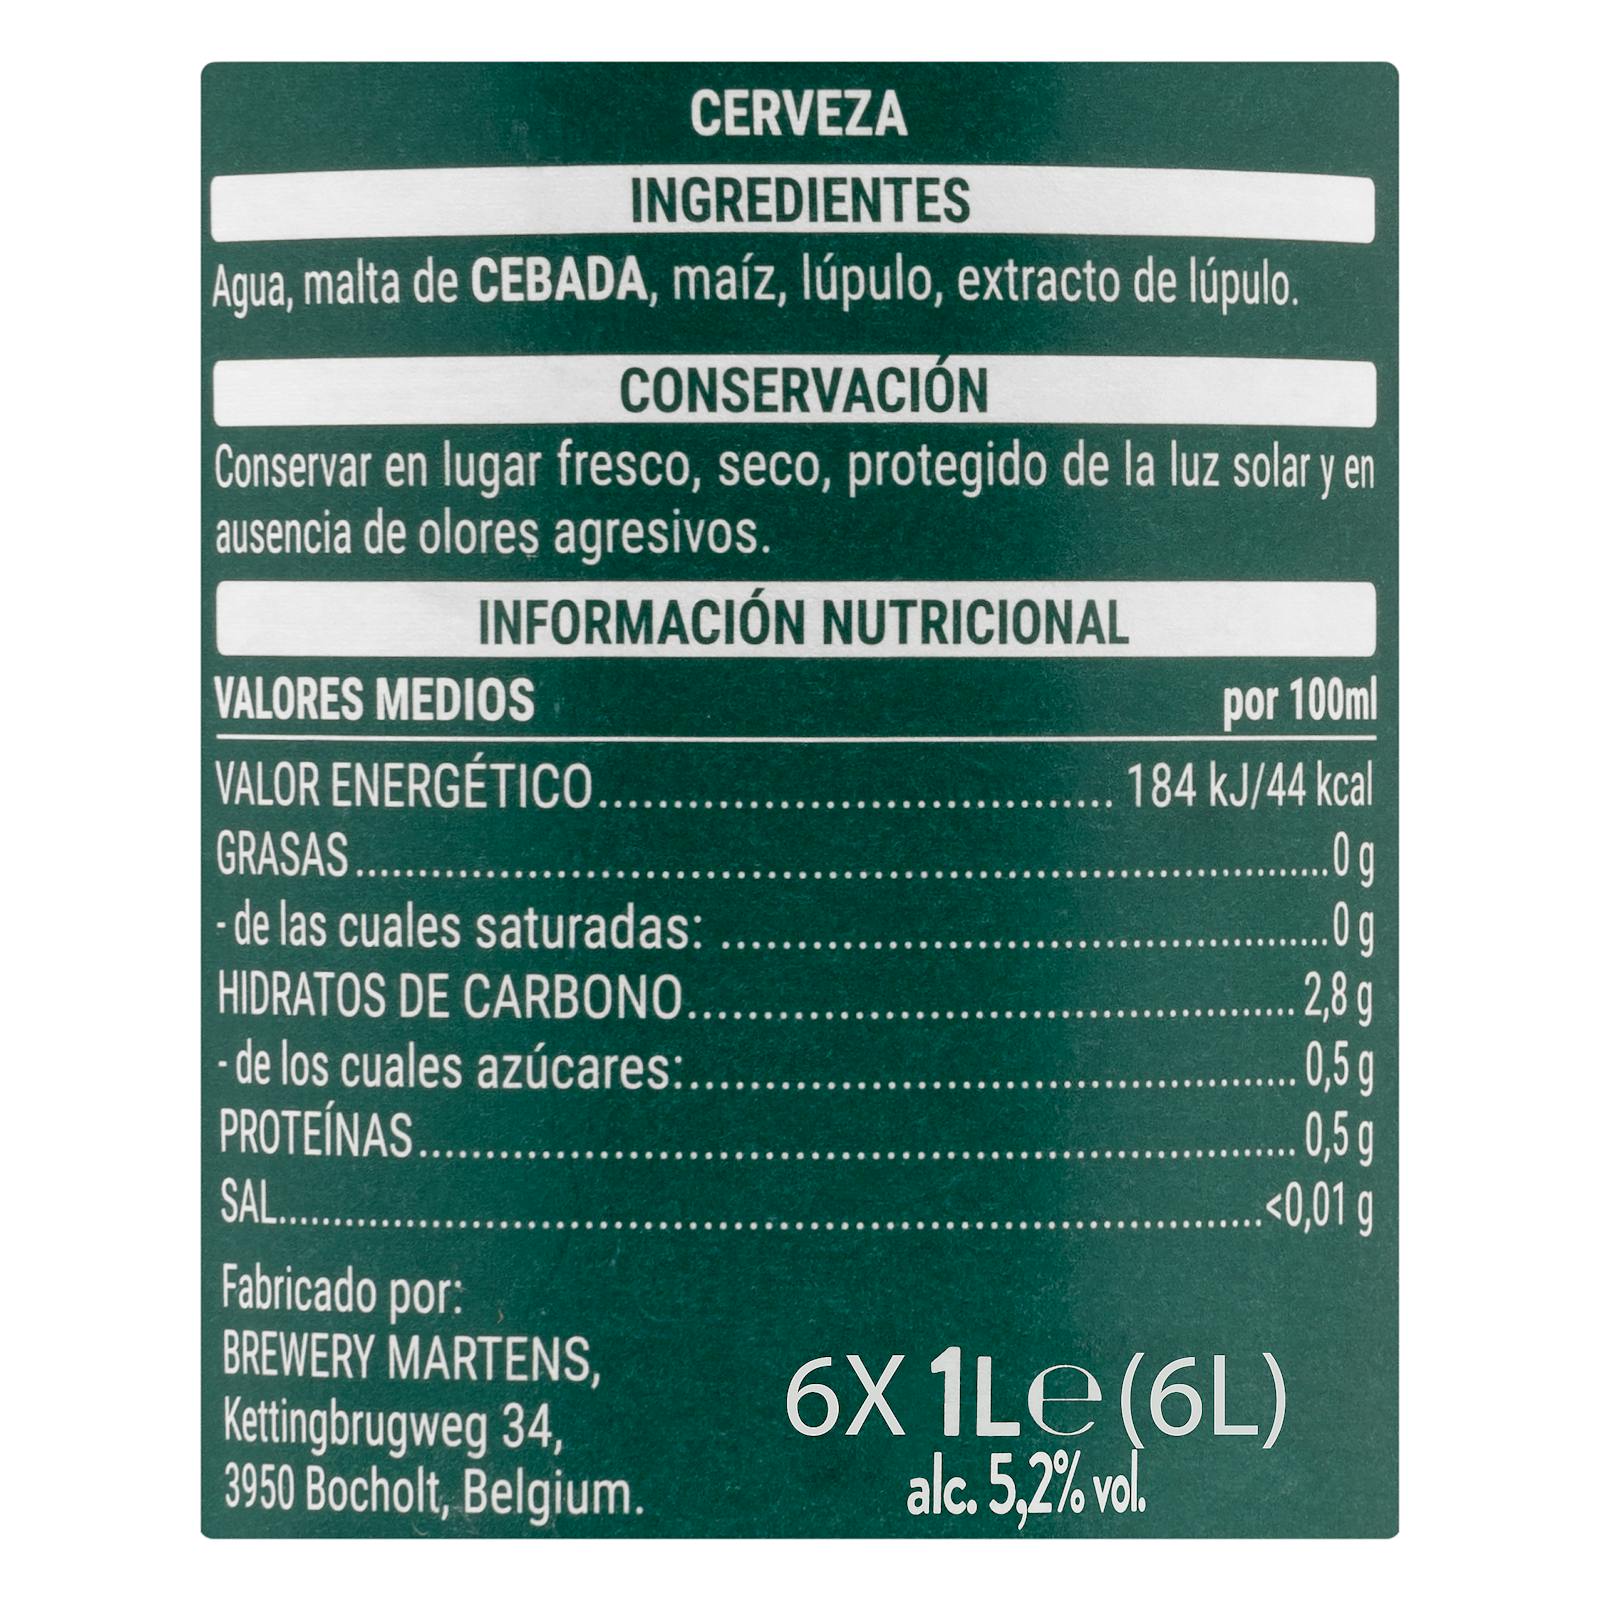 CERVEZA
INGREDIENTES
Agua, malta de CEBADA, maíz, lúpulo, extracto de lúpulo.
CONSERVACIÓN
Conservar en lugar fresco, seco, protegido de la luz solar y en
ausencia de olores agresivos.
INFORMACIÓN NUTRICIONAL
VALORES MEDIOS por 100ml
VALOR ENERGÉTICO................................... 184 kJ/44 kcal
GRASAS.................................................................0 g
- de las cuales saturadas: .........................................0 g
HIDRATOS DE CARBONO........................................ 2,8 g
- de los cuales azúcares:......................................... 0,5 g
PROTEÍNAS........................................................... 0,5 g
SAL..................................................................<0,01 g
Fabricado por:
BREWERY MARTENS,
Kettingbrugweg 34,
3950 Bocholt, Belgium.
6X 1L℮(6L)
alc. 5,2% vol.